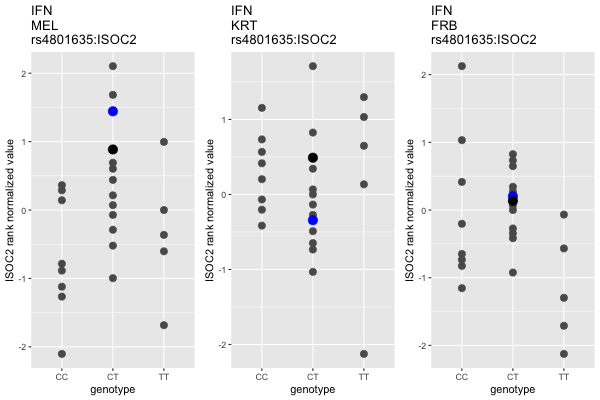 IFN
MEL
rs4801635:ISOC2
ISOC2 rank normalized value
2
1
0
-1
-2
CC
CT
TT
genotype
IFN
KRT
rs4801635:ISOC2
ISOC2 rank normalized value
1
0
-1
-2
CC
CT
TT
genotype
IFN
FRB
rs4801635:ISOC2
ISOC2 rank normalized value
2
1
0
-1
-2
CC
CT
TT
genotype